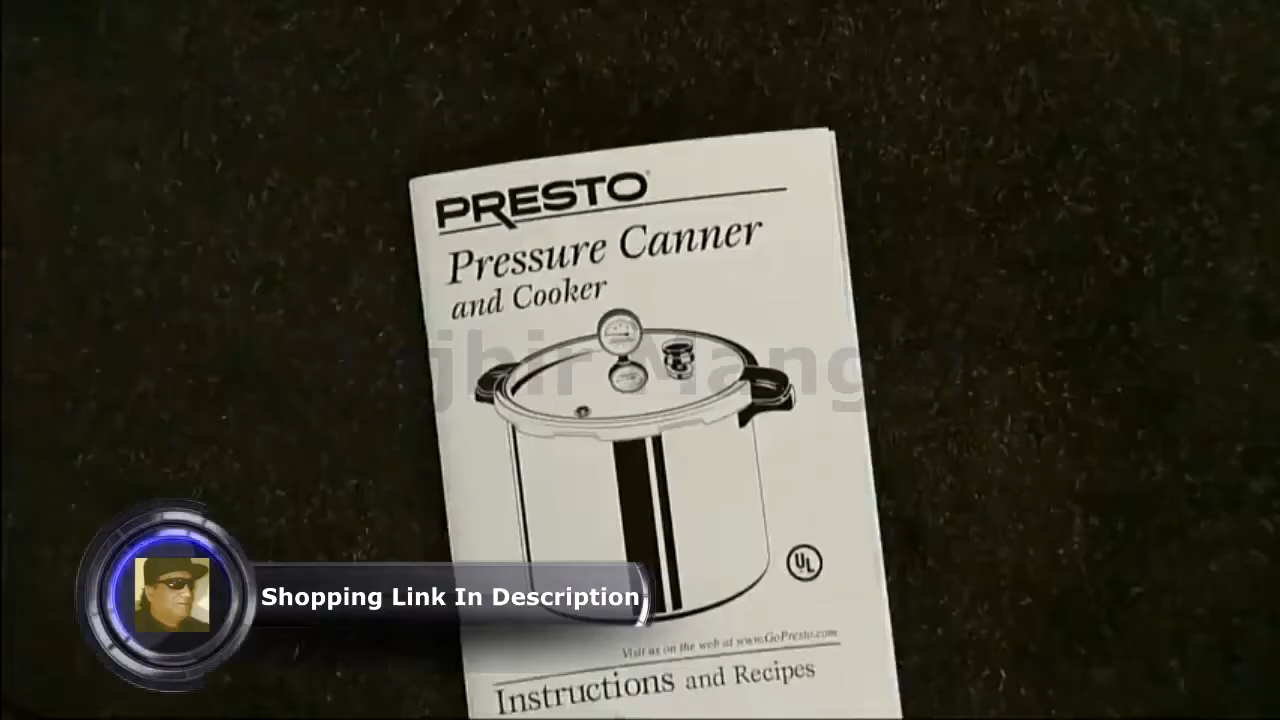 PRESTO
Pressure Canner
and Cooker
UL
Visit us on the web at www.GoPresto.com
Instructions and Recipes
Shopping Link In Description